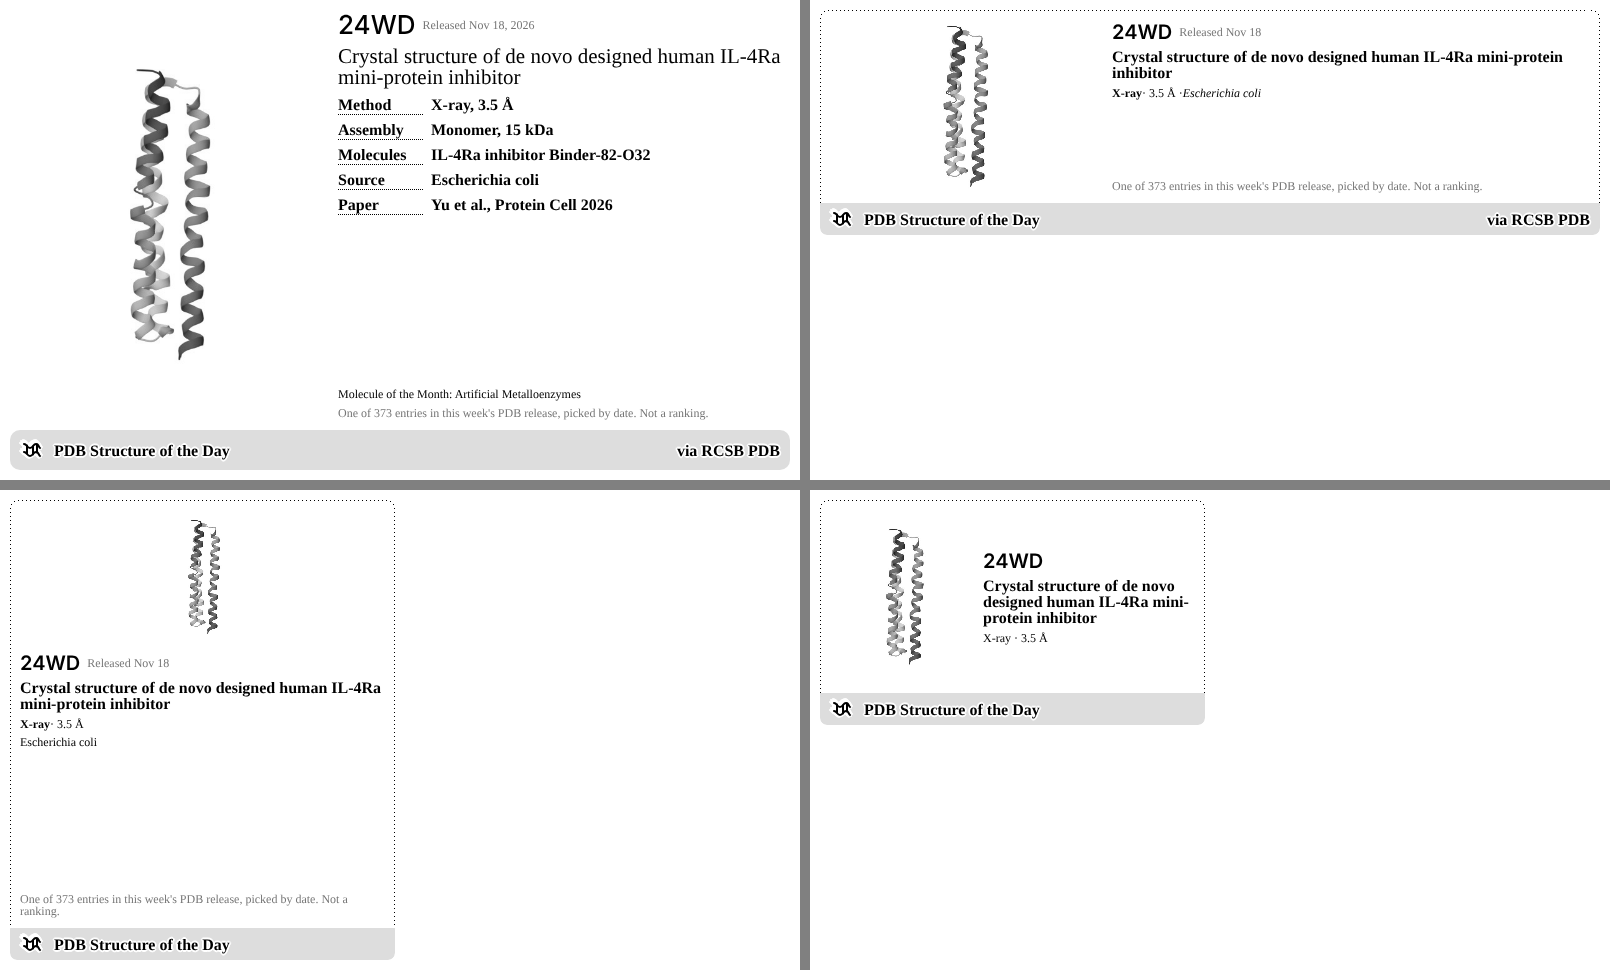 24WD Released Nov 18, 2026
Crystal structure of de novo designed human IL-4Ra
mini-protein inhibitor
Method X-ray, 3.5 Å
Assembly Monomer, 15 kDa
Molecules IL-4Ra inhibitor Binder-82-O32
Source Escherichia coli
Paper Yu et al., Protein Cell 2026
Molecule of the Month: Artificial Metalloenzymes
One of 373 entries in this week's PDB release, picked by date. Not a ranking.
PDB Structure of the Day via RCSB PDB
24WD Released Nov 18
Crystal structure of de novo designed human IL-4Ra mini-protein
inhibitor
X-ray· 3.5 Å ·Escherichia coli
One of 373 entries in this week's PDB release, picked by date. Not a ranking.
PDB Structure of the Day via RCSB PDB
24WD Released Nov 18
Crystal structure of de novo designed human IL-4Ra
mini-protein inhibitor
X-ray· 3.5 Å
Escherichia coli
One of 373 entries in this week's PDB release, picked by date. Not a
ranking.
PDB Structure of the Day
24WD
Crystal structure of de novo
designed human IL-4Ra mini-
protein inhibitor
X-ray · 3.5 Å
PDB Structure of the Day